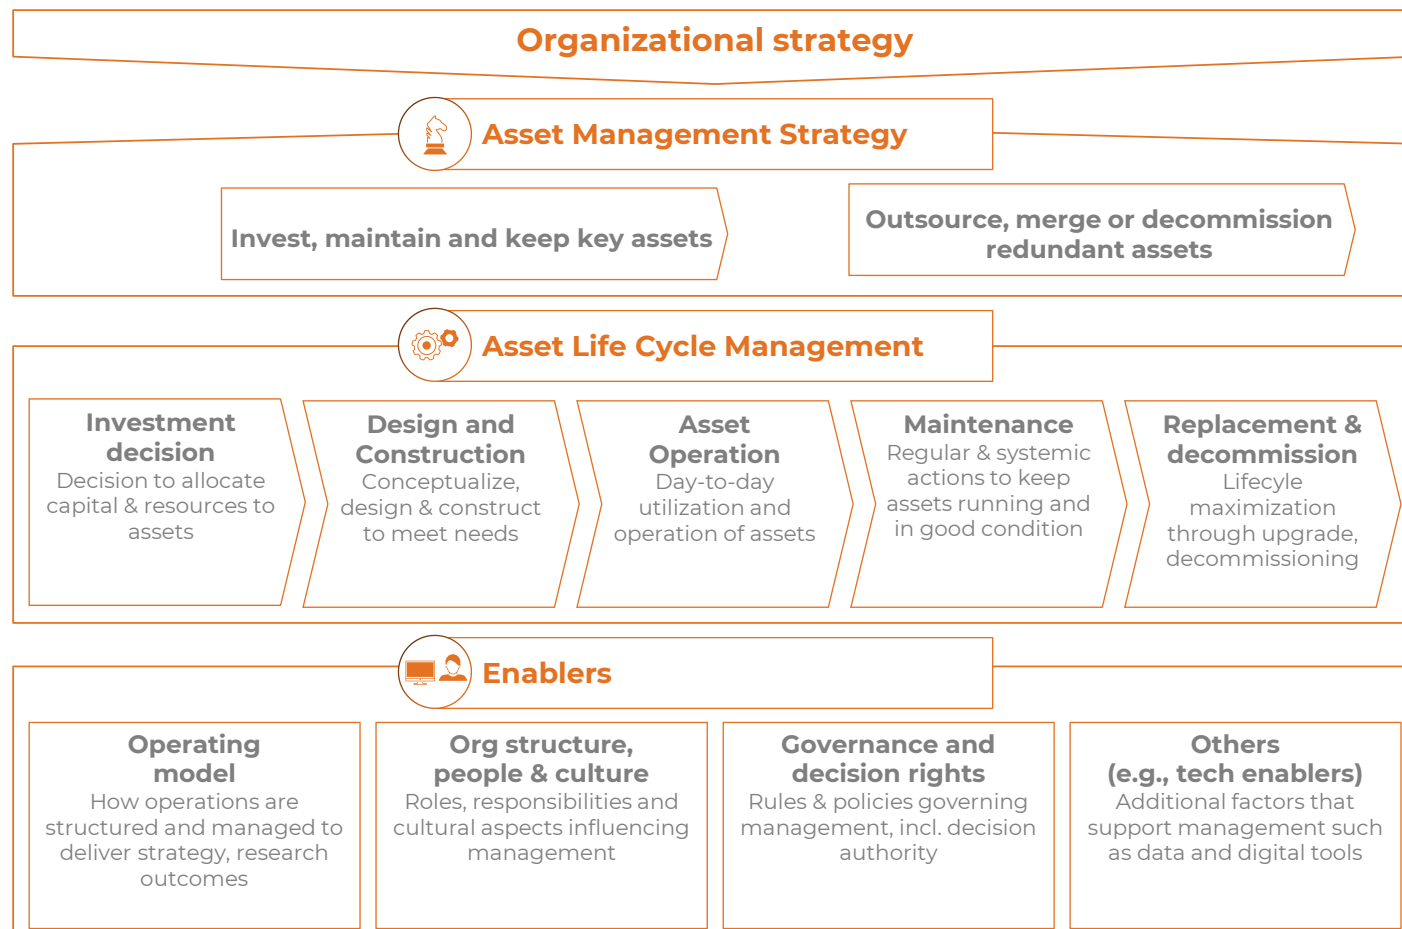 Organizational strategy
Asset Management Strategy
Invest, maintain and keep key assets
Outsource, merge or decommission
redundant assets
Asset Life Cycle Management
Investment
decision
Decision to allocate
capital & resources to
assets
Design and
Construction
Conceptualize,
design & construct
to meet needs
Asset
Operation
Day-to-day
utilization and
operation of assets
Maintenance
Regular & systemic
actions to keep
assets running and
in good condition
Replacement &
decommission
Lifecyle
maximization
through upgrade,
decommissioning
Enablers
Operating
model
How operations are
structured and managed to
deliver strategy, research
outcomes
Org structure,
people & culture
Roles, responsibilities and
cultural aspects influencing
management
Governance and
decision rights
Rules & policies governing
management, incl. decision
authority
Others
(e.g., tech enablers)
Additional factors that
support management such
as data and digital tools